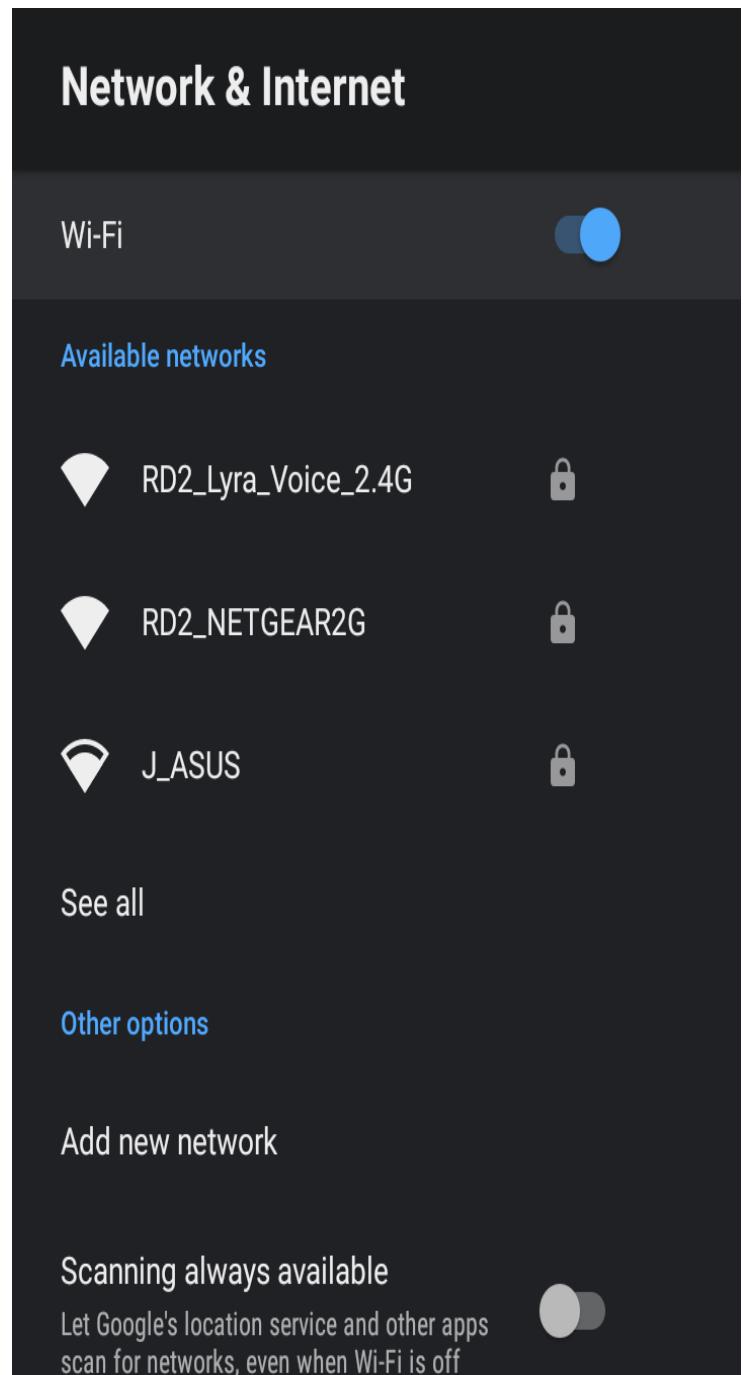 Network & Internet
Wi-Fi
Available networks
RD2_Lyra_Voice_2.4G
RD2_NETGEAR2G
J_ASUS
See all
Other options
Add new network
Scanning always available
Let Google's location service and other apps
scan for networks, even when Wi-Fi is off